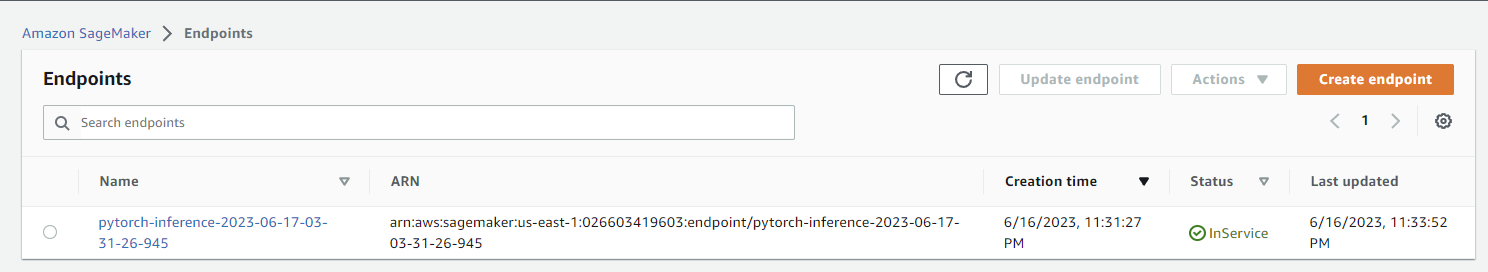 Amazon SageMaker > Endpoints
Endpoints
Update endpoint
Actions
Create endpoint
Search endpoints
1
Name ARN Creation time Status Last updated
pytorch-inference-2023-06-17-03- arn:aws:sagemaker:us-east-1:026603419603:endpoint/pytorch-inference-2023-06-17- 6/16/2023, 11:31:27 InService 6/16/2023, 11:33:52
31-26-945 03-31-26-945 PM PM